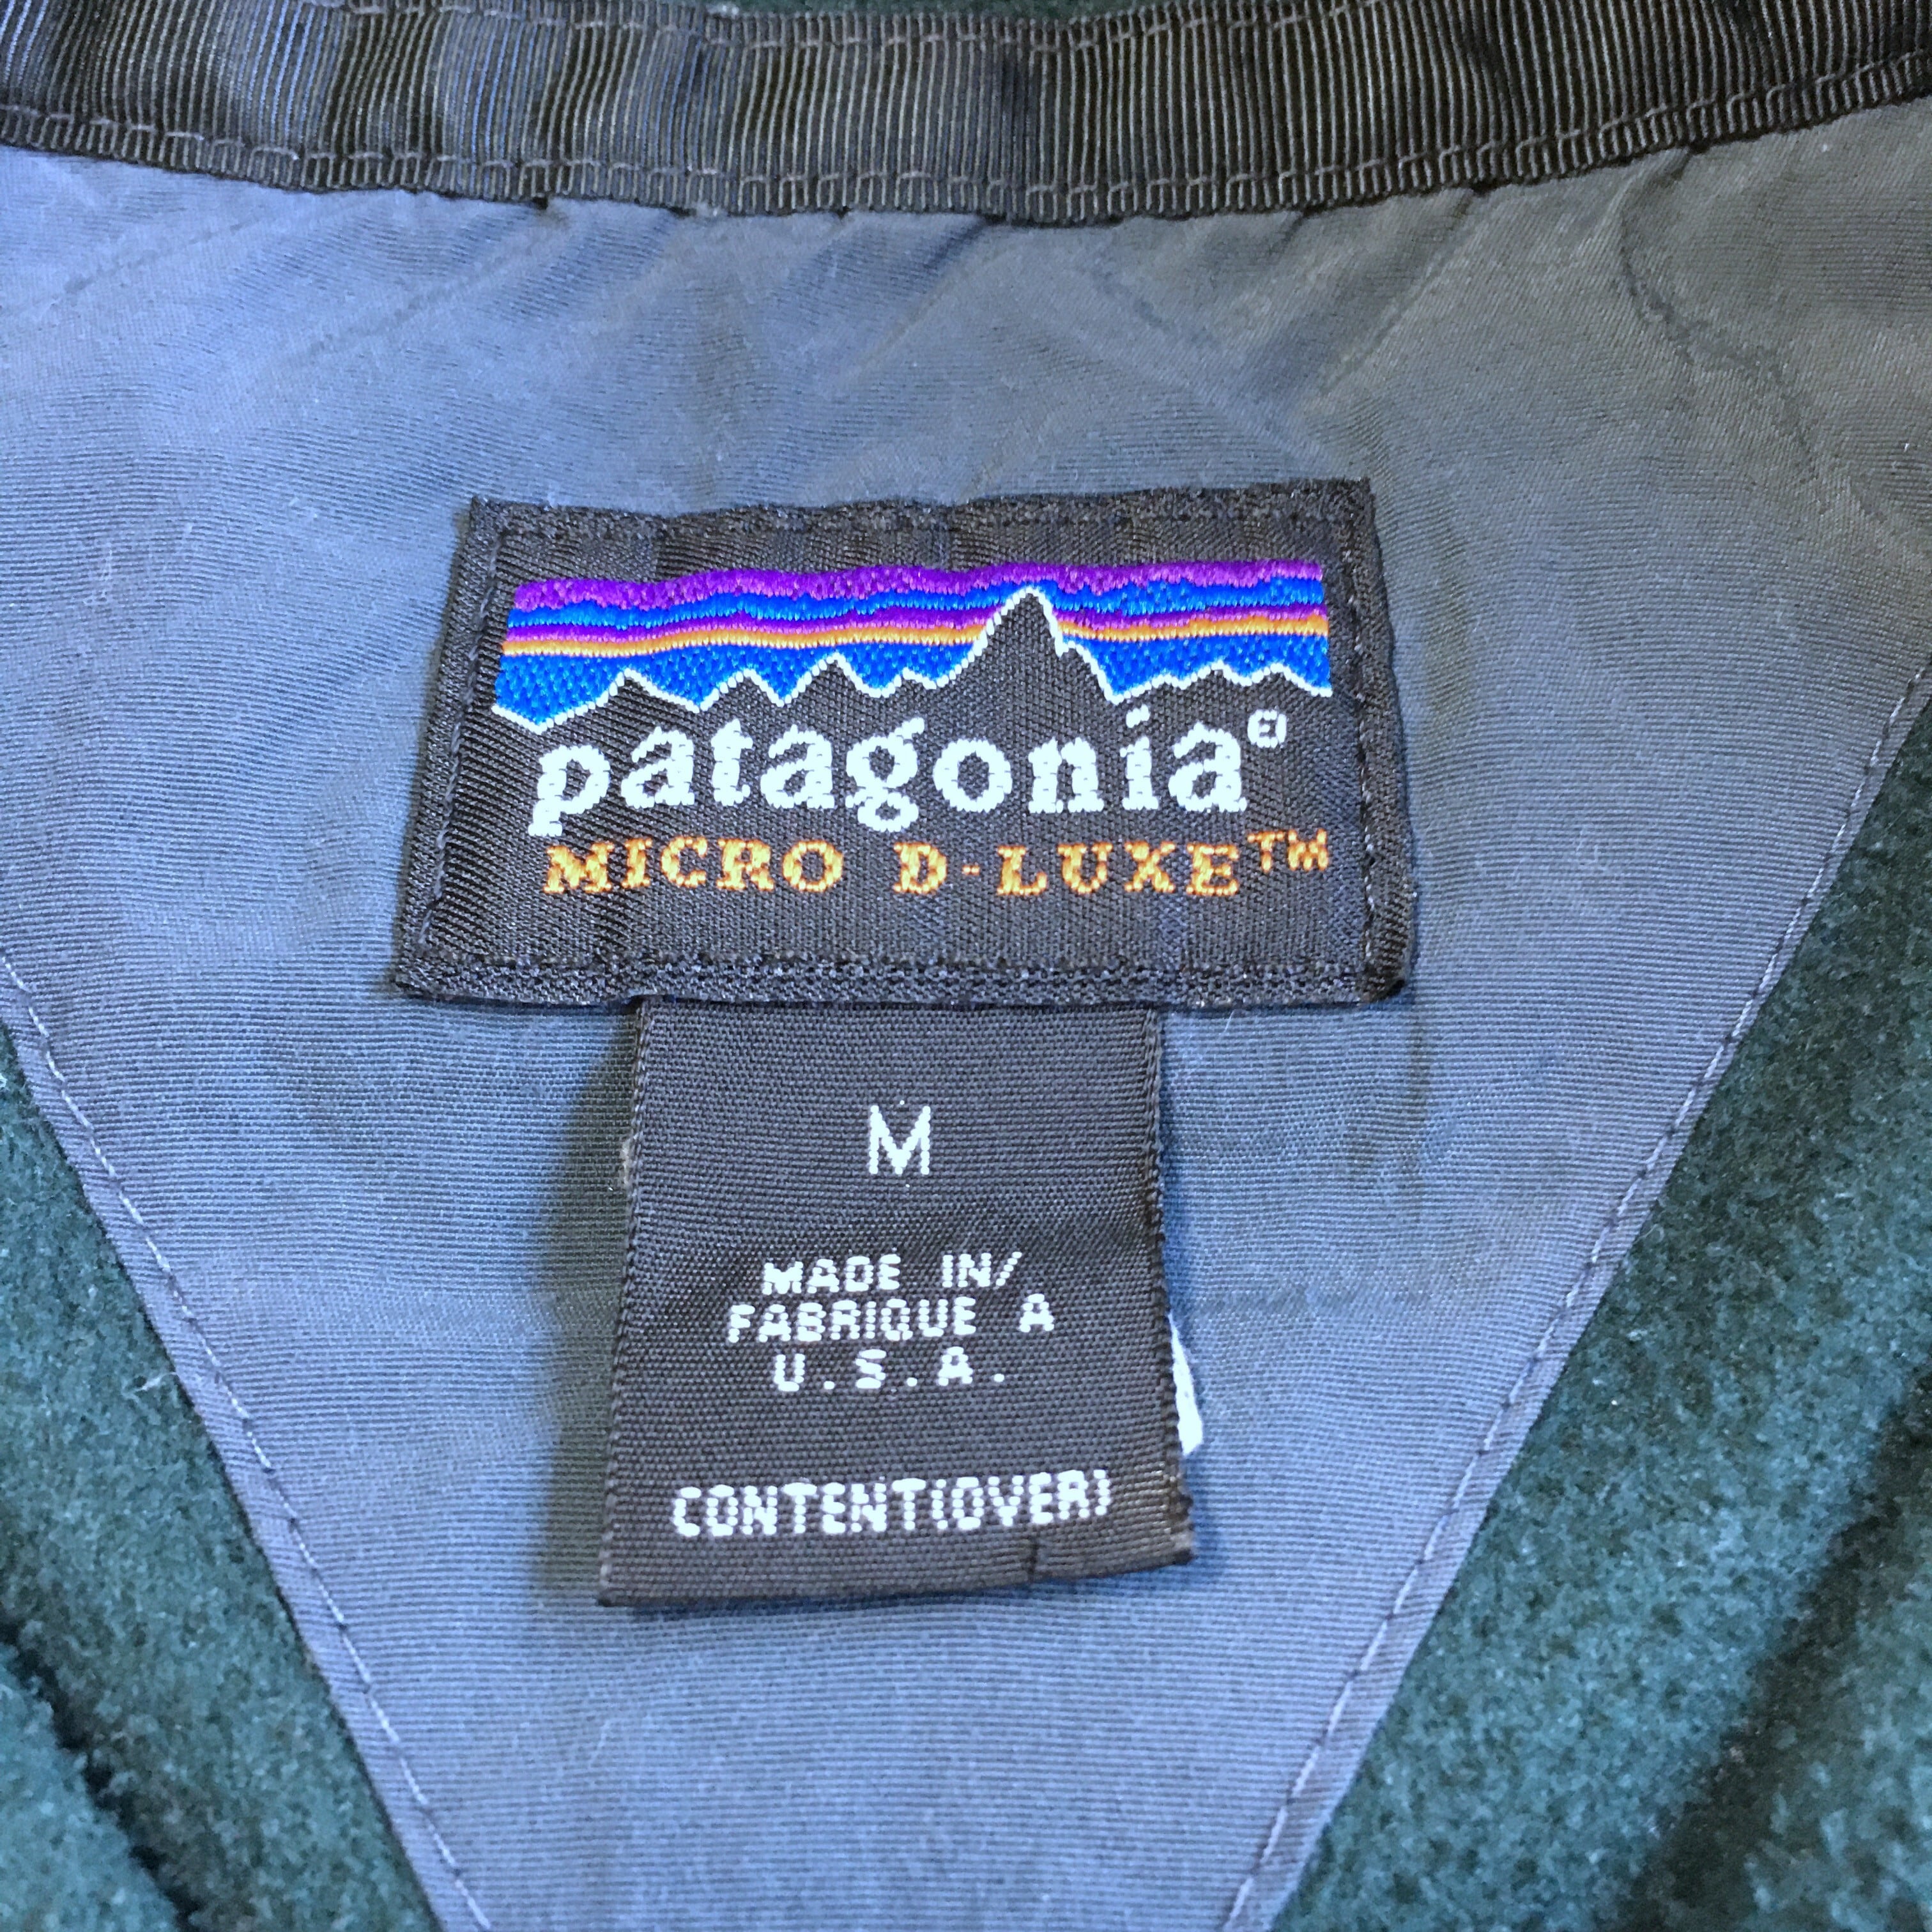 patagonia®
MICRO D-LUXE™
M
MADE IN/
FABRIQUE A
U.S.A.
CONTENT(OVER)